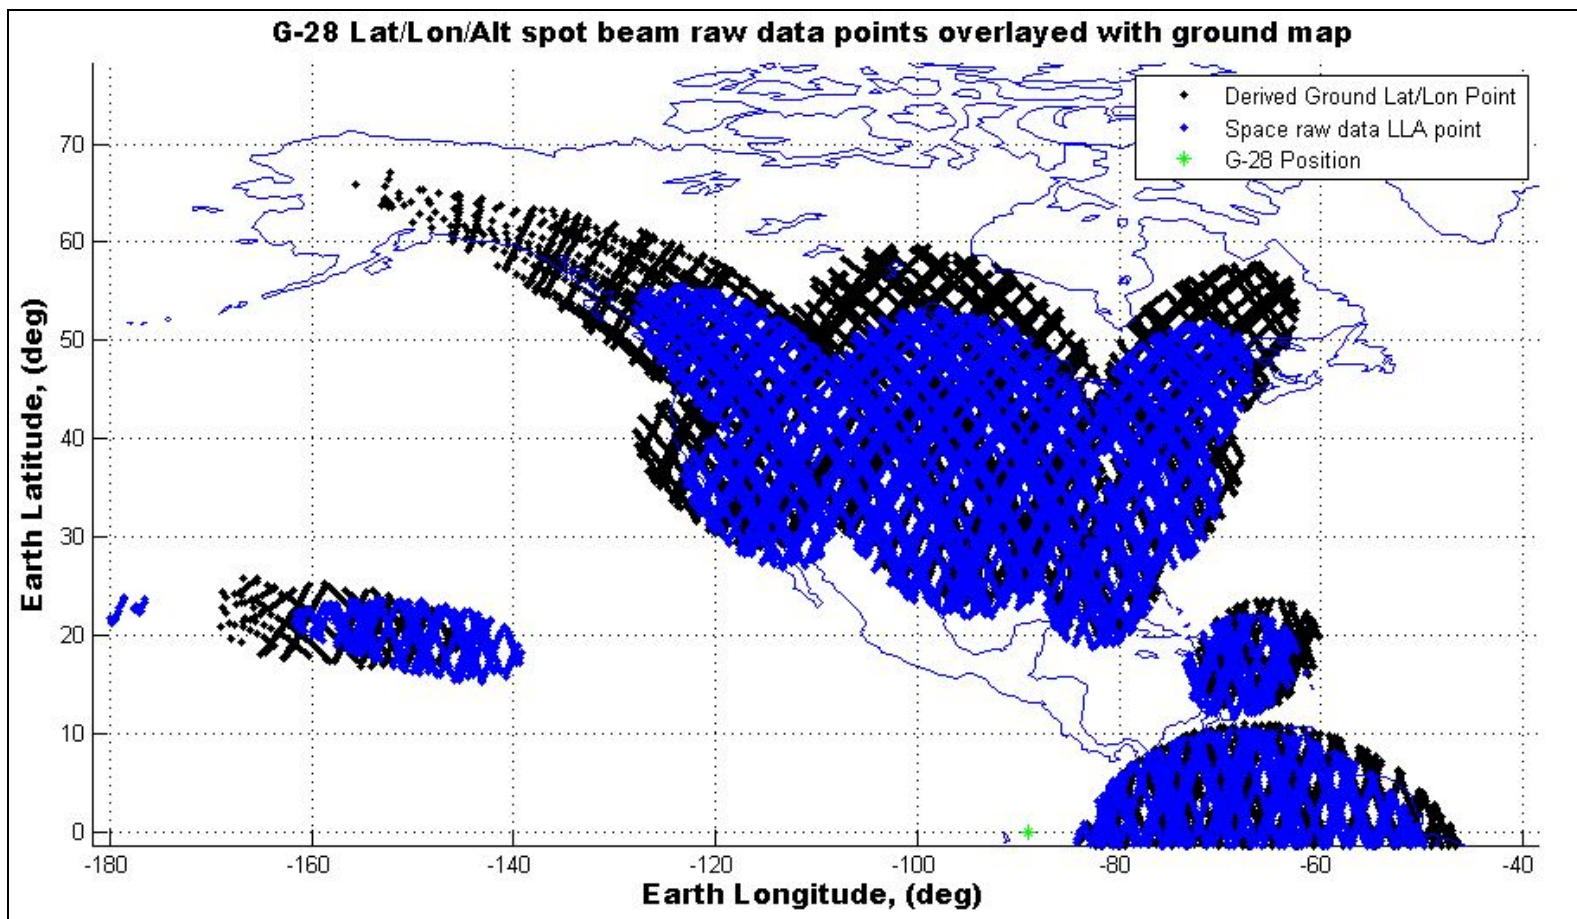 G-28 Lat/Lon/Alt spot beam raw data points overlayed with ground map
Derived Ground Lat/Lon Point
Space raw data LLA point
G-28 Position
Earth Latitude, (deg)
70
60
50
40
30
20
10
0
-180 -160 -140 -120 -100 -80 -60 -40
Earth Longitude, (deg)